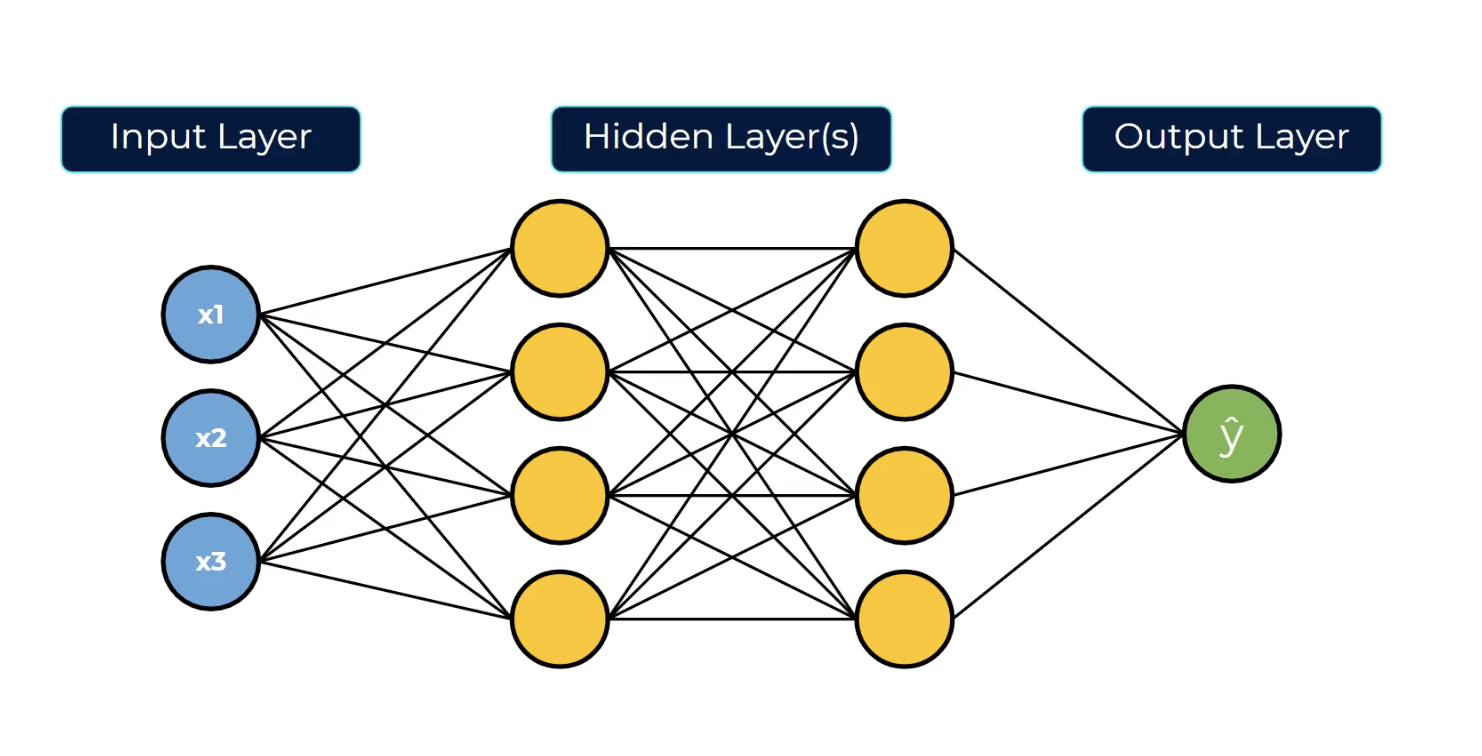 Input Layer
Hidden Layer(s)
Output Layer
x1
x2
x3
ŷ